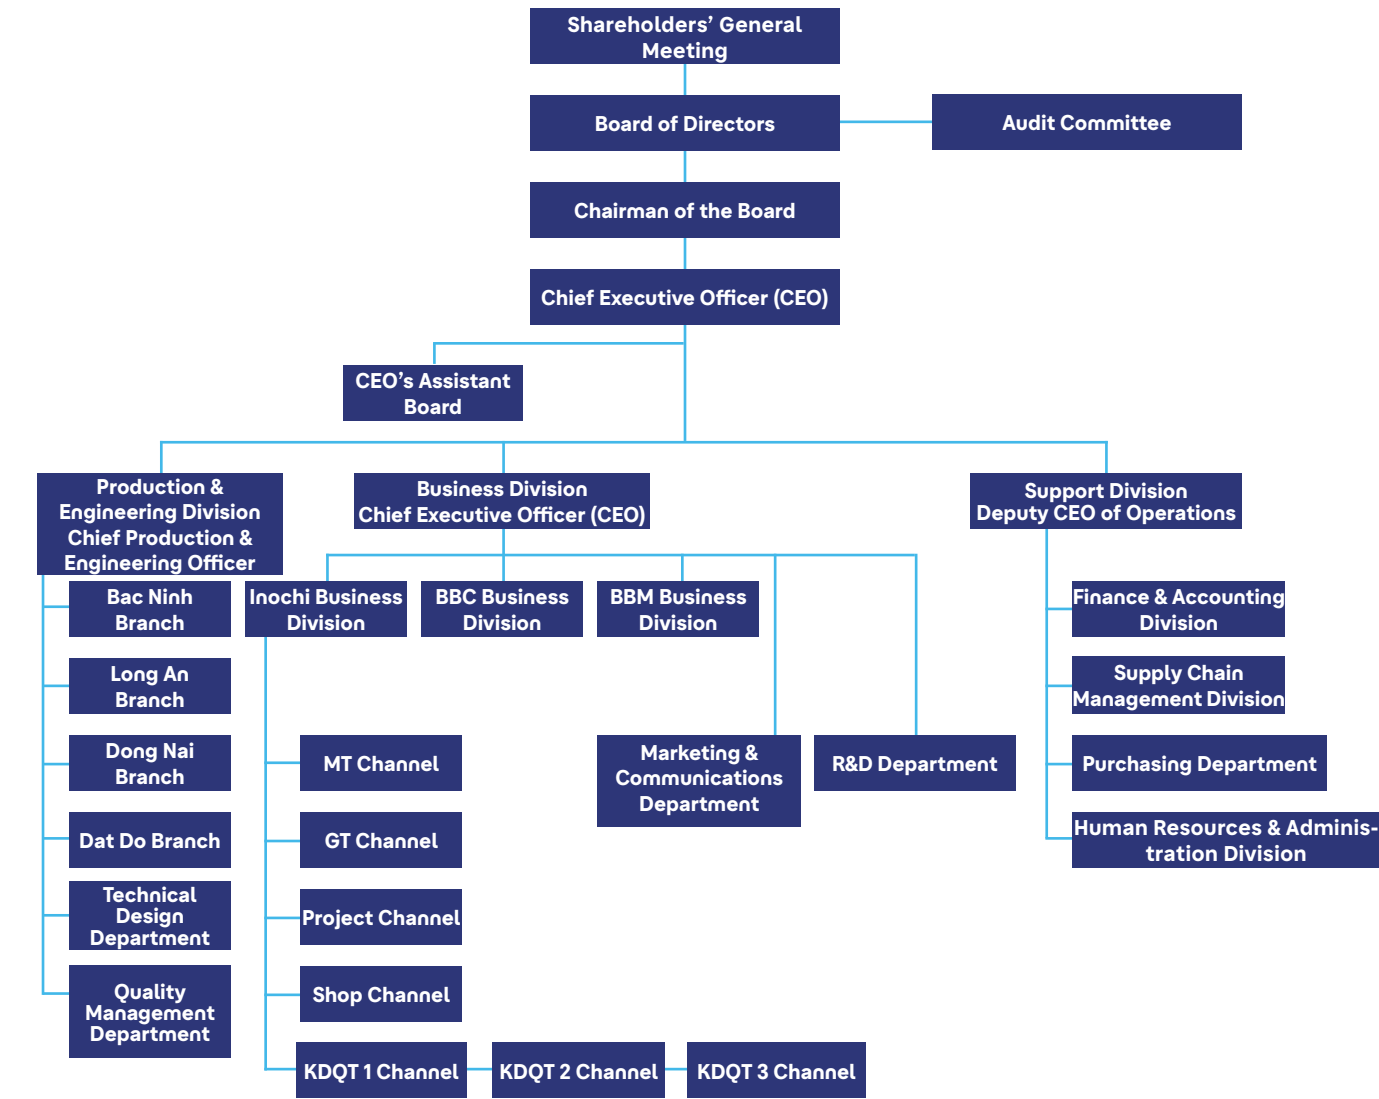 Shareholders’ General
Meeting
Board of Directors
Audit Committee
Chairman of the Board
Chief Executive Officer (CEO)
CEO’s Assistant
Board
Production &
Engineering Division
Chief Production &
Engineering Officer
Business Division
Chief Executive Officer (CEO)
Support Division
Deputy CEO of Operations
Bac Ninh
Branch
Long An
Branch
Dong Nai
Branch
Dat Do Branch
Technical
Design
Department
Quality
Management
Department
Inochi Business
Division
BBC Business
Division
BBM Business
Division
MT Channel
GT Channel
Project Channel
Shop Channel
KDQT 1 Channel
KDQT 2 Channel
KDQT 3 Channel
Marketing &
Communications
Department
R&D Department
Finance & Accounting
Division
Supply Chain
Management Division
Purchasing Department
Human Resources & Adminis-
tration Division